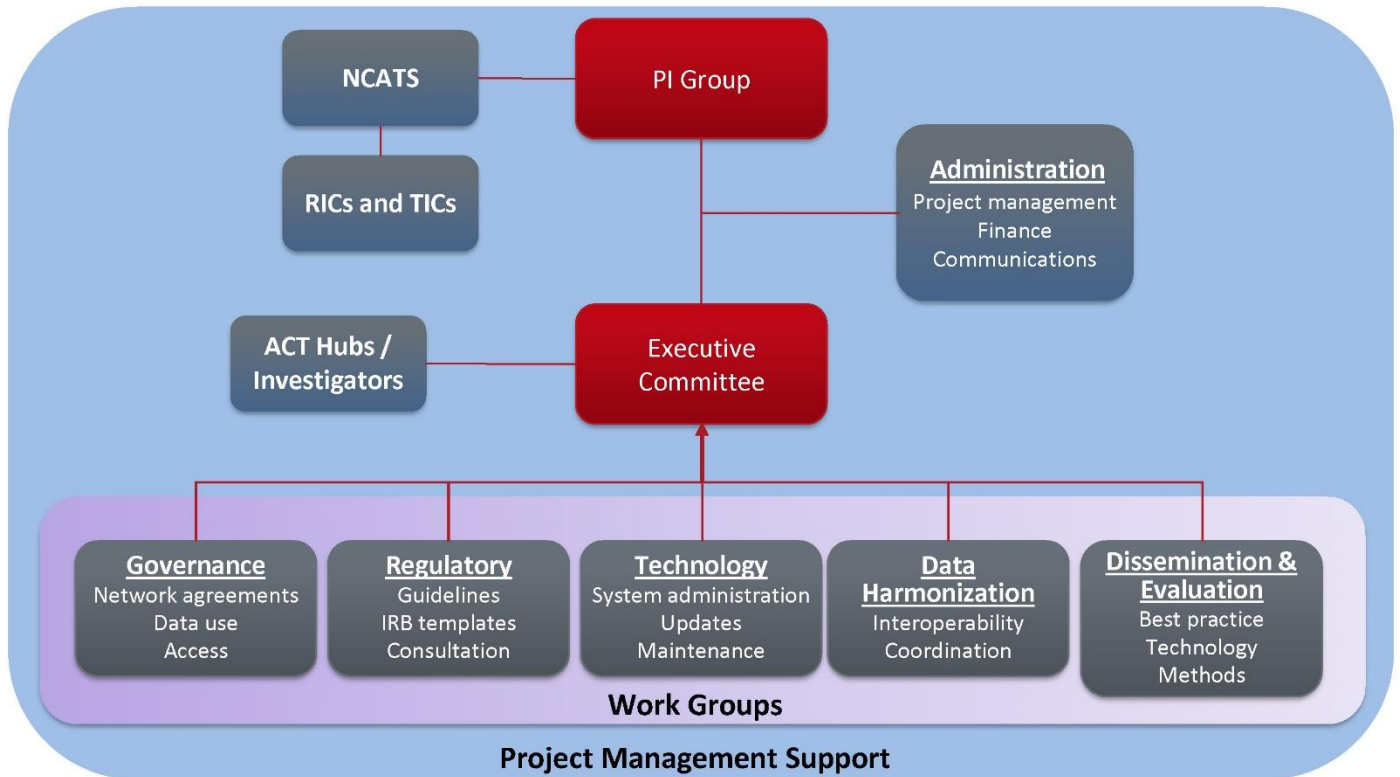 NCATS
PI Group
RICs and TICs
Administration
Project management
Finance
Communications
ACT Hubs /
Investigators
Executive
Committee
Governance
Network agreements
Data use
Access
Regulatory
Guidelines
IRB templates
Consultation
Technology
System administration
Updates
Maintenance
Data
Harmonization
Interoperability
Coordination
Dissemination &
Evaluation
Best practice
Technology
Methods
Work Groups
Project Management Support